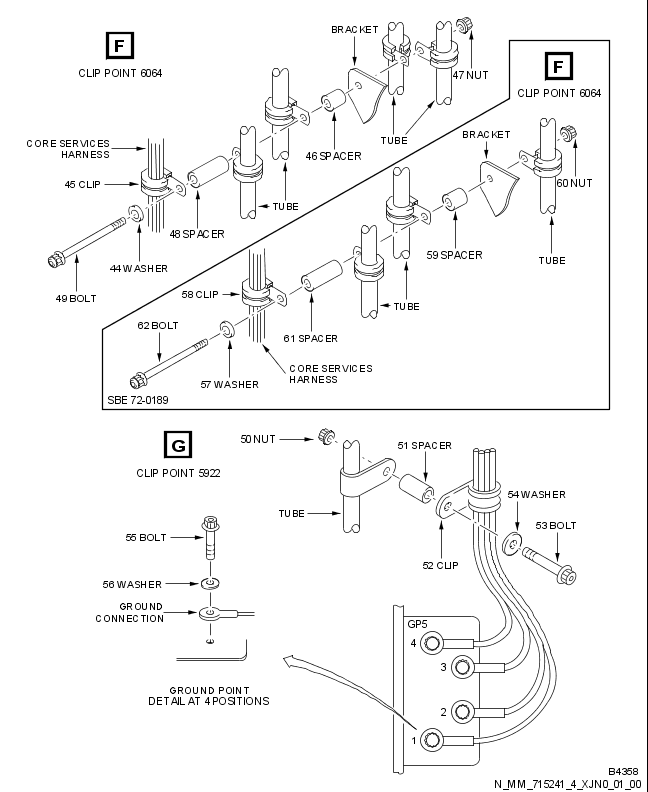 F
CLIP POINT 6064
BRACKET
47 NUT
TUBE
46 SPACER
CORE SERVICES
HARNESS
45 CLIP
48 SPACER
TUBE
44 WASHER
49 BOLT
F
CLIP POINT 6064
BRACKET
60 NUT
TUBE
59 SPACER
TUBE
58 CLIP
61 SPACER
62 BOLT
57 WASHER
CORE SERVICES
HARNESS
SBE 72-0189
G
CLIP POINT 5922
50 NUT
51 SPACER
TUBE
52 CLIP
54 WASHER
53 BOLT
55 BOLT
56 WASHER
GROUND
CONNECTION
GROUND POINT
DETAIL AT 4 POSITIONS
GP5
4
3
2
1
B4358
N_MM_715241_4_XJN0_01_00